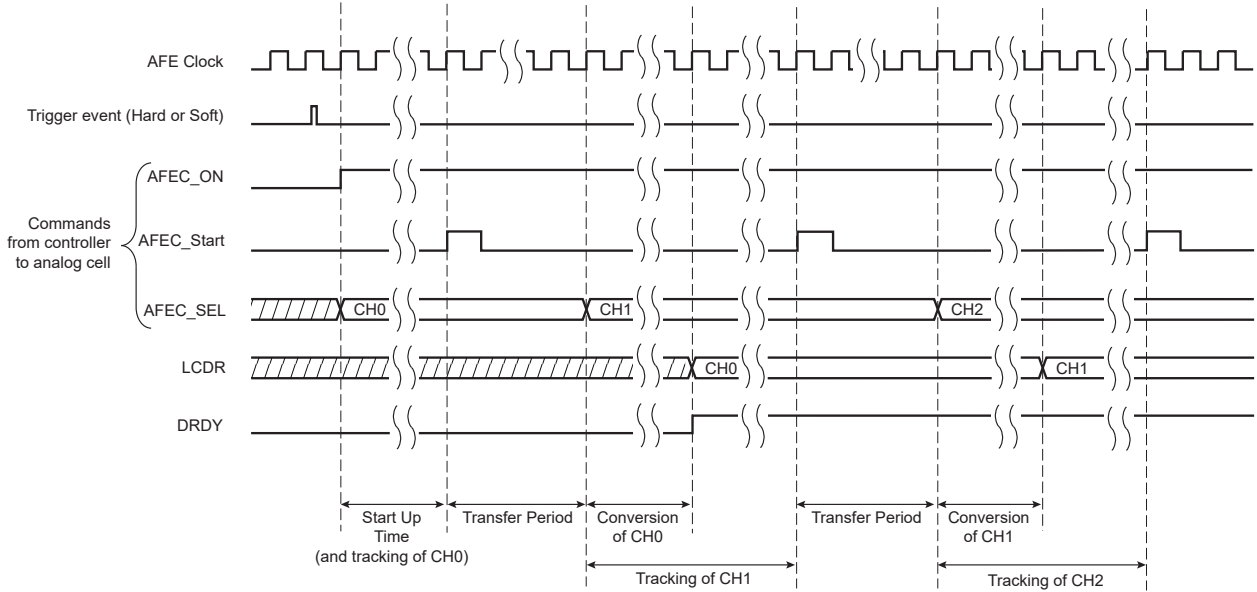 AFE Clock
Trigger event (Hard or Soft)
AFEC_ON
Commands
from controller
to analog cell
AFEC_Start
AFEC_SEL
CH0
CH1
CH2
LCDR
CH0
CH1
DRDY
Start Up
Time
(and tracking of CH0)
Transfer Period
Conversion
of CH0
Transfer Period
Conversion
of CH1
Tracking of CH1
Tracking of CH2